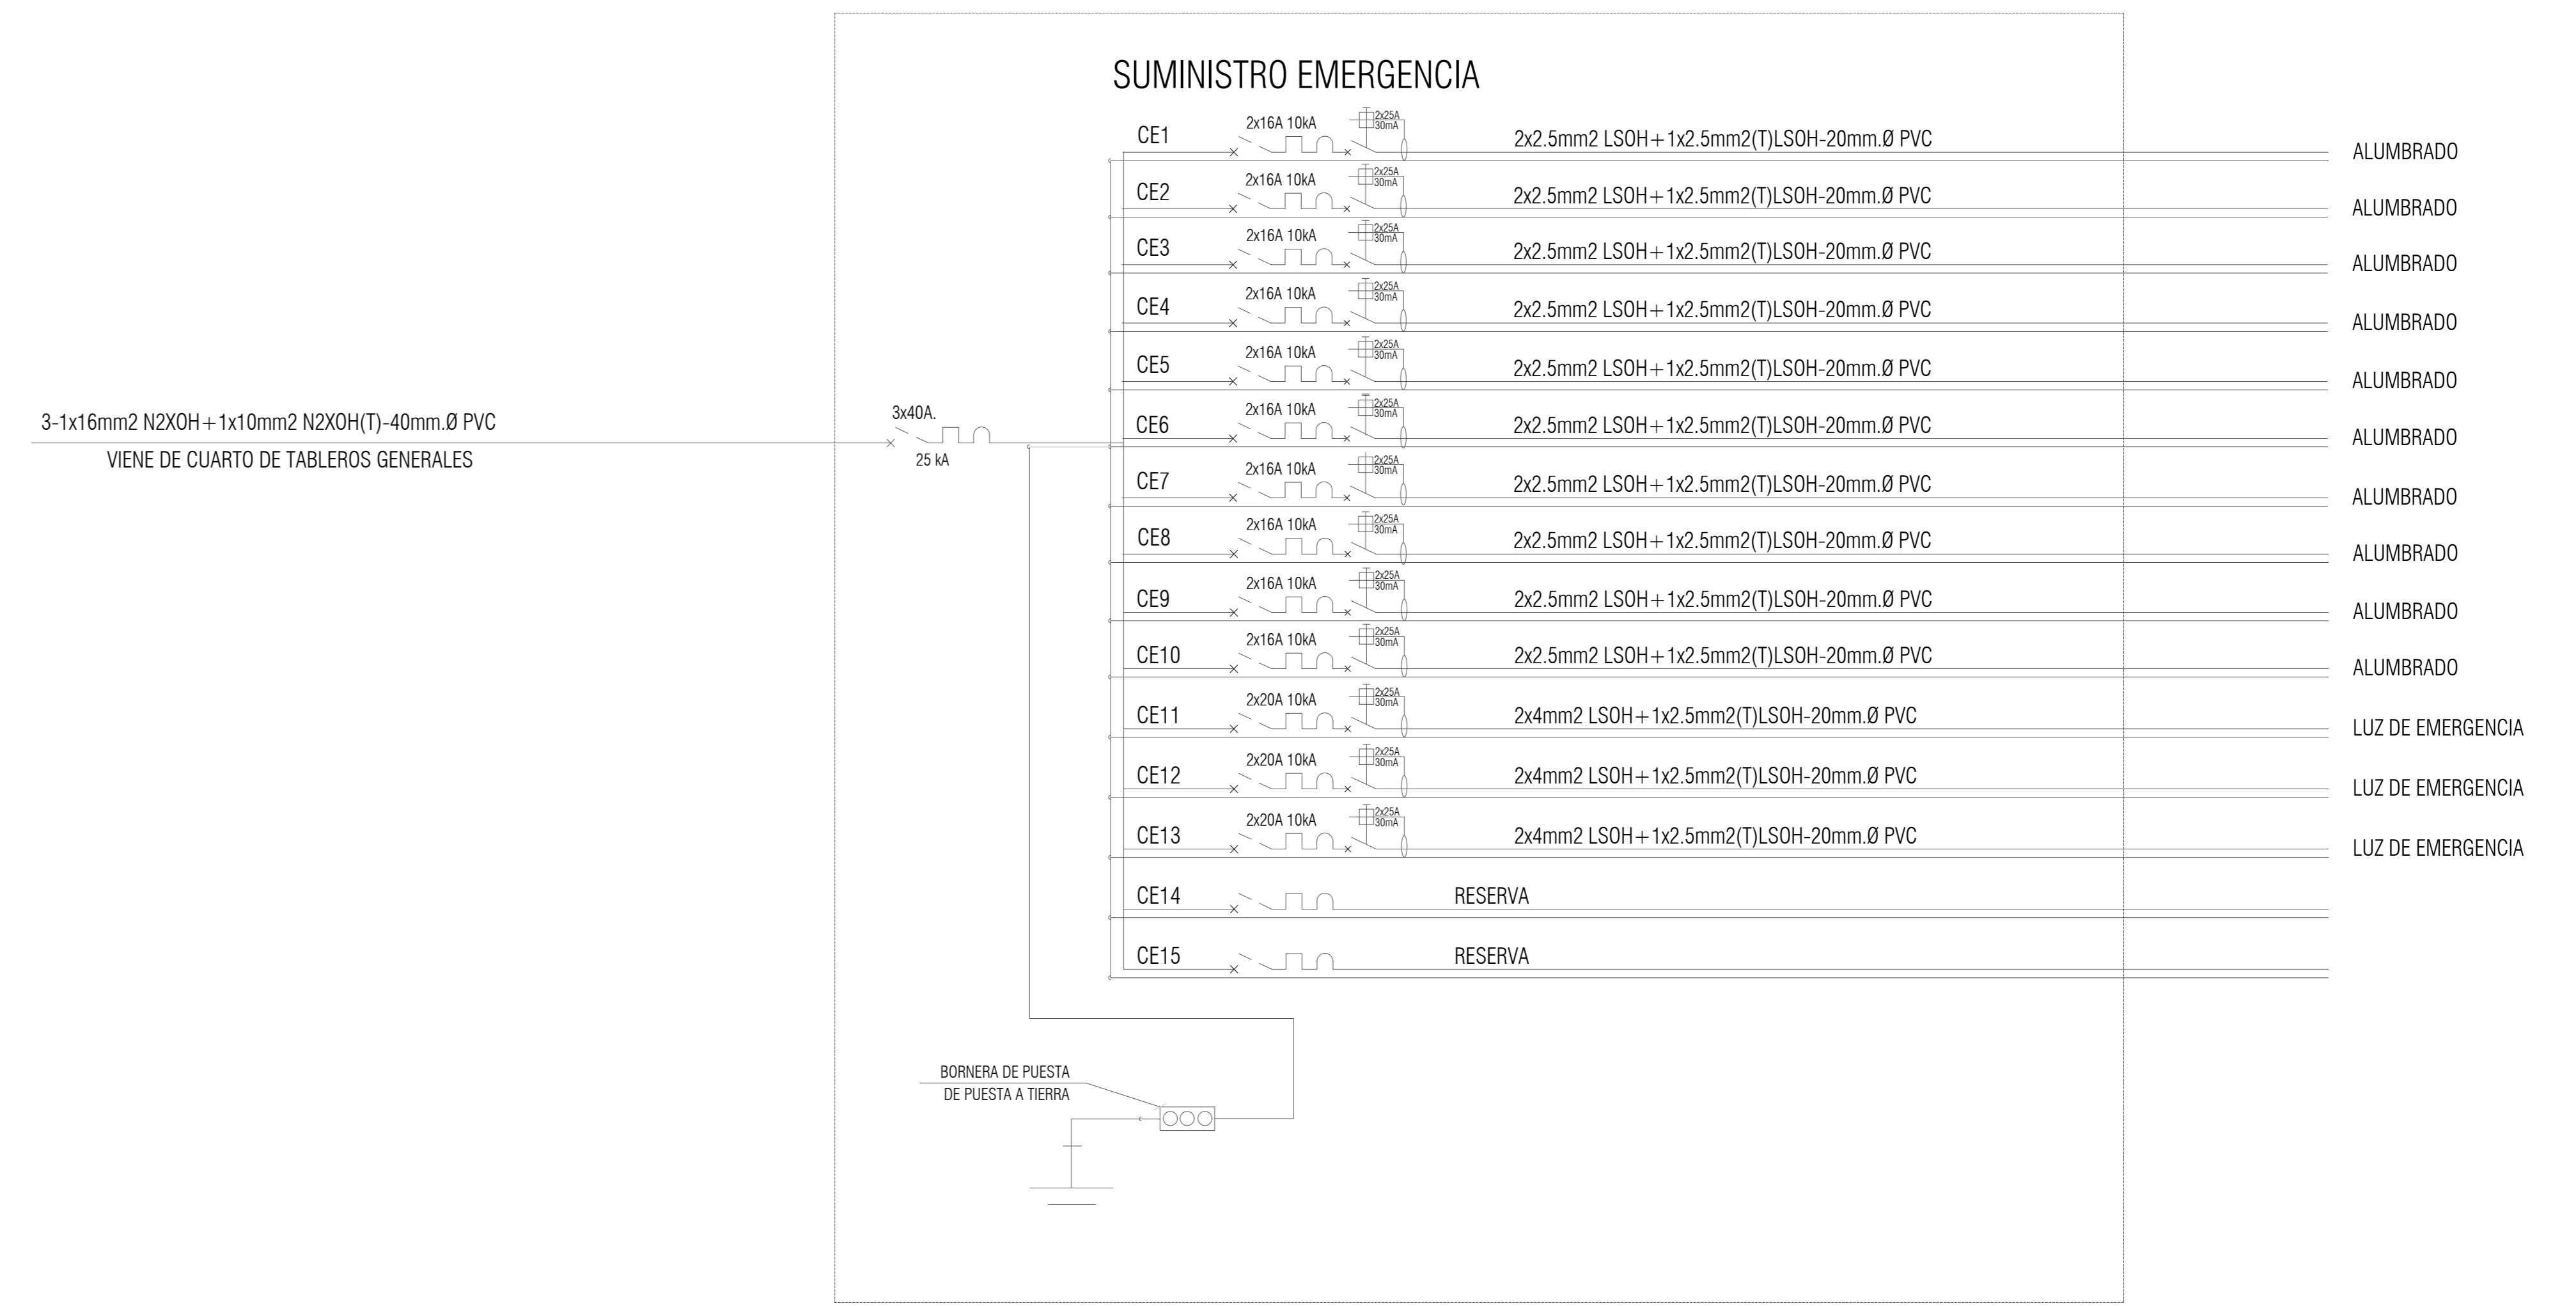 SUMINISTRO EMERGENCIA
3-1x16mm2 N2XOH+1x10mm2 N2XOH(T)-40mm.Ø PVC
VIENE DE CUARTO DE TABLEROS GENERALES
3x40A.
25 kA
CE1 2x16A 10kA 2x25A 30mA 2x2.5mm2 LSOH+1x2.5mm2(T)LSOH-20mm.Ø PVC ALUMBRADO
CE2 2x16A 10kA 2x25A 30mA 2x2.5mm2 LSOH+1x2.5mm2(T)LSOH-20mm.Ø PVC ALUMBRADO
CE3 2x16A 10kA 2x25A 30mA 2x2.5mm2 LSOH+1x2.5mm2(T)LSOH-20mm.Ø PVC ALUMBRADO
CE4 2x16A 10kA 2x25A 30mA 2x2.5mm2 LSOH+1x2.5mm2(T)LSOH-20mm.Ø PVC ALUMBRADO
CE5 2x16A 10kA 2x25A 30mA 2x2.5mm2 LSOH+1x2.5mm2(T)LSOH-20mm.Ø PVC ALUMBRADO
CE6 2x16A 10kA 2x25A 30mA 2x2.5mm2 LSOH+1x2.5mm2(T)LSOH-20mm.Ø PVC ALUMBRADO
CE7 2x16A 10kA 2x25A 30mA 2x2.5mm2 LSOH+1x2.5mm2(T)LSOH-20mm.Ø PVC ALUMBRADO
CE8 2x16A 10kA 2x25A 30mA 2x2.5mm2 LSOH+1x2.5mm2(T)LSOH-20mm.Ø PVC ALUMBRADO
CE9 2x16A 10kA 2x25A 30mA 2x2.5mm2 LSOH+1x2.5mm2(T)LSOH-20mm.Ø PVC ALUMBRADO
CE10 2x16A 10kA 2x25A 30mA 2x2.5mm2 LSOH+1x2.5mm2(T)LSOH-20mm.Ø PVC ALUMBRADO
CE11 2x20A 10kA 2x25A 30mA 2x4mm2 LSOH+1x2.5mm2(T)LSOH-20mm.Ø PVC LUZ DE EMERGENCIA
CE12 2x20A 10kA 2x25A 30mA 2x4mm2 LSOH+1x2.5mm2(T)LSOH-20mm.Ø PVC LUZ DE EMERGENCIA
CE13 2x20A 10kA 2x25A 30mA 2x4mm2 LSOH+1x2.5mm2(T)LSOH-20mm.Ø PVC LUZ DE EMERGENCIA
CE14 RESERVA
CE15 RESERVA
BORNERA DE PUESTA
DE PUESTA A TIERRA